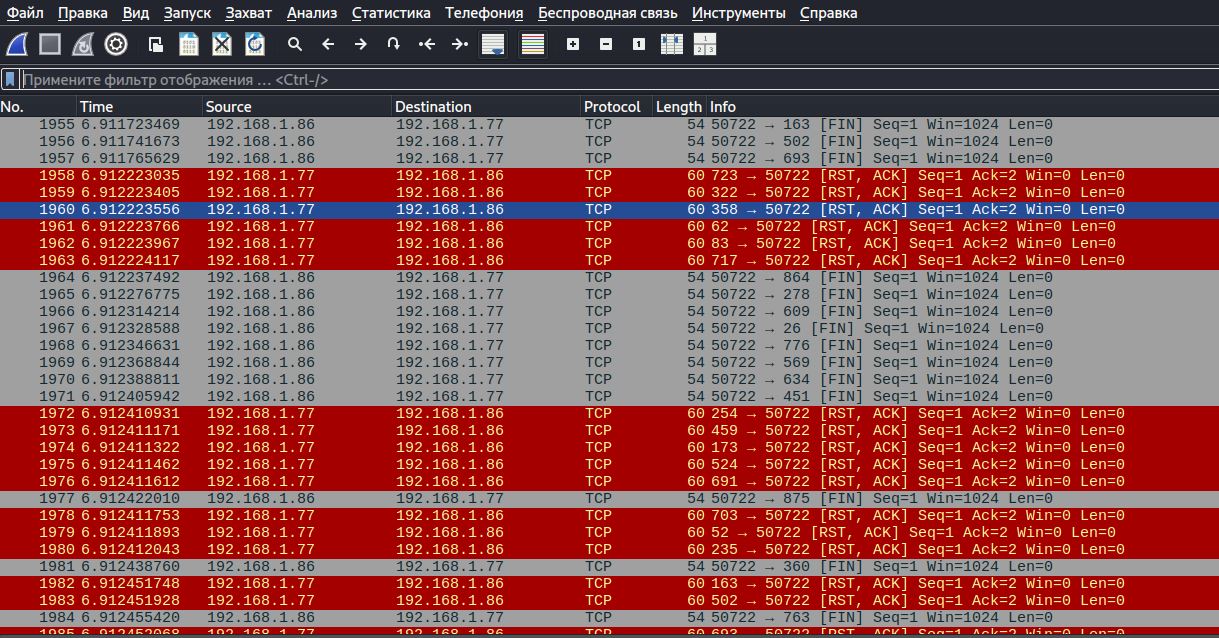 Файл Правка Вид Запуск Захват Анализ Статистика Телефония Беспроводная связь Инструменты Справка
Примените фильтр отображения ... <Ctrl-/>
No. Time Source Destination Protocol Length Info
1955 6.911723469 192.168.1.86 192.168.1.77 TCP 54 50722 → 163 [FIN] Seq=1 Win=1024 Len=0
1956 6.911741673 192.168.1.86 192.168.1.77 TCP 54 50722 → 502 [FIN] Seq=1 Win=1024 Len=0
1957 6.911765629 192.168.1.86 192.168.1.77 TCP 54 50722 → 693 [FIN] Seq=1 Win=1024 Len=0
1958 6.912223035 192.168.1.77 192.168.1.86 TCP 60 723 → 50722 [RST, ACK] Seq=1 Ack=2 Win=0 Len=0
1959 6.912223405 192.168.1.77 192.168.1.86 TCP 60 322 → 50722 [RST, ACK] Seq=1 Ack=2 Win=0 Len=0
1960 6.912223556 192.168.1.77 192.168.1.86 TCP 60 358 → 50722 [RST, ACK] Seq=1 Ack=2 Win=0 Len=0
1961 6.912223766 192.168.1.77 192.168.1.86 TCP 60 62 → 50722 [RST, ACK] Seq=1 Ack=2 Win=0 Len=0
1962 6.912223967 192.168.1.77 192.168.1.86 TCP 60 83 → 50722 [RST, ACK] Seq=1 Ack=2 Win=0 Len=0
1963 6.912224117 192.168.1.77 192.168.1.86 TCP 60 717 → 50722 [RST, ACK] Seq=1 Ack=2 Win=0 Len=0
1964 6.912237492 192.168.1.86 192.168.1.77 TCP 54 50722 → 864 [FIN] Seq=1 Win=1024 Len=0
1965 6.912276775 192.168.1.86 192.168.1.77 TCP 54 50722 → 278 [FIN] Seq=1 Win=1024 Len=0
1966 6.912314214 192.168.1.86 192.168.1.77 TCP 54 50722 → 609 [FIN] Seq=1 Win=1024 Len=0
1967 6.912328588 192.168.1.86 192.168.1.77 TCP 54 50722 → 26 [FIN] Seq=1 Win=1024 Len=0
1968 6.912346631 192.168.1.86 192.168.1.77 TCP 54 50722 → 776 [FIN] Seq=1 Win=1024 Len=0
1969 6.912368844 192.168.1.86 192.168.1.77 TCP 54 50722 → 569 [FIN] Seq=1 Win=1024 Len=0
1970 6.912388811 192.168.1.86 192.168.1.77 TCP 54 50722 → 634 [FIN] Seq=1 Win=1024 Len=0
1971 6.912405942 192.168.1.86 192.168.1.77 TCP 54 50722 → 451 [FIN] Seq=1 Win=1024 Len=0
1972 6.912410931 192.168.1.77 192.168.1.86 TCP 60 254 → 50722 [RST, ACK] Seq=1 Ack=2 Win=0 Len=0
1973 6.912411171 192.168.1.77 192.168.1.86 TCP 60 459 → 50722 [RST, ACK] Seq=1 Ack=2 Win=0 Len=0
1974 6.912411322 192.168.1.77 192.168.1.86 TCP 60 173 → 50722 [RST, ACK] Seq=1 Ack=2 Win=0 Len=0
1975 6.912411462 192.168.1.77 192.168.1.86 TCP 60 524 → 50722 [RST, ACK] Seq=1 Ack=2 Win=0 Len=0
1976 6.912411612 192.168.1.77 192.168.1.86 TCP 60 691 → 50722 [RST, ACK] Seq=1 Ack=2 Win=0 Len=0
1977 6.912422010 192.168.1.86 192.168.1.77 TCP 54 50722 → 875 [FIN] Seq=1 Win=1024 Len=0
1978 6.912411753 192.168.1.77 192.168.1.86 TCP 60 703 → 50722 [RST, ACK] Seq=1 Ack=2 Win=0 Len=0
1979 6.912411893 192.168.1.77 192.168.1.86 TCP 60 52 → 50722 [RST, ACK] Seq=1 Ack=2 Win=0 Len=0
1980 6.912412043 192.168.1.77 192.168.1.86 TCP 60 235 → 50722 [RST, ACK] Seq=1 Ack=2 Win=0 Len=0
1981 6.912438760 192.168.1.86 192.168.1.77 TCP 54 50722 → 360 [FIN] Seq=1 Win=1024 Len=0
1982 6.912451748 192.168.1.77 192.168.1.86 TCP 60 163 → 50722 [RST, ACK] Seq=1 Ack=2 Win=0 Len=0
1983 6.912451928 192.168.1.77 192.168.1.86 TCP 60 502 → 50722 [RST, ACK] Seq=1 Ack=2 Win=0 Len=0
1984 6.912455420 192.168.1.86 192.168.1.77 TCP 54 50722 → 763 [FIN] Seq=1 Win=1024 Len=0
1985 6.912452068 192.168.1.77 192.168.1.86 TCP 60 693 → 50722 [RST, ACK] Seq=1 Ack=2 Win=0 Len=0